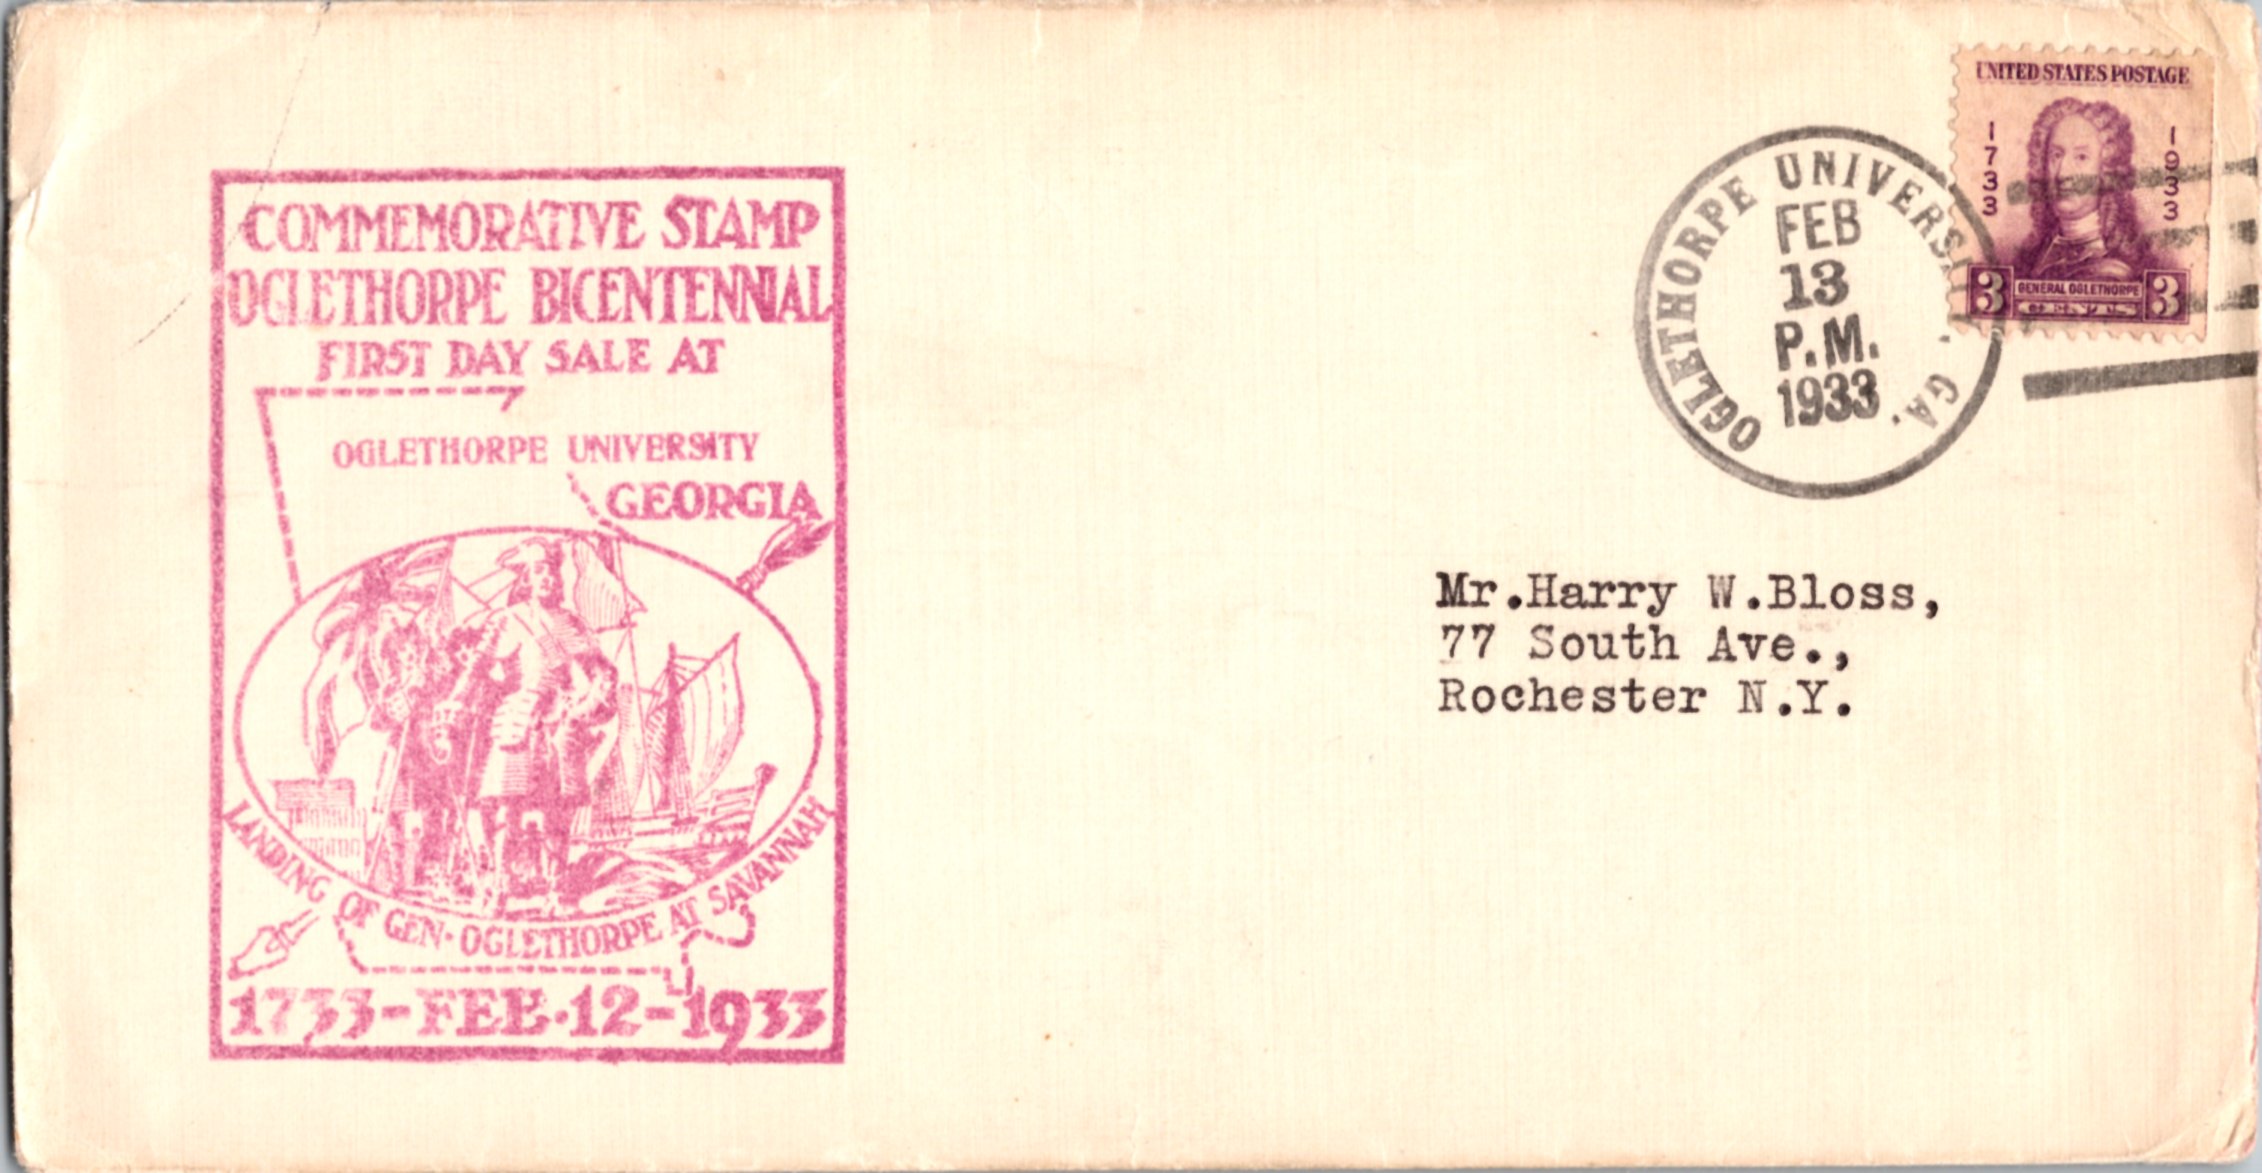 COMMEMORATIVE STAMP
OGLETHORPE BICENTENNIAL
FIRST DAY SALE AT
OGLETHORPE UNIVERSITY
GEORGIA
LANDING OF GEN. OGLETHORPE AT SAVANNAH
1733-FEB.12-1933
OGLETHORPE UNIVERSITY. GA.
FEB
13
P.M.
1933
UNITED STATES POSTAGE
1733
1933
3 GENERAL OGLETHORPE 3
CENTS
Mr.Harry W.Bloss,
77 South Ave.,
Rochester N.Y.